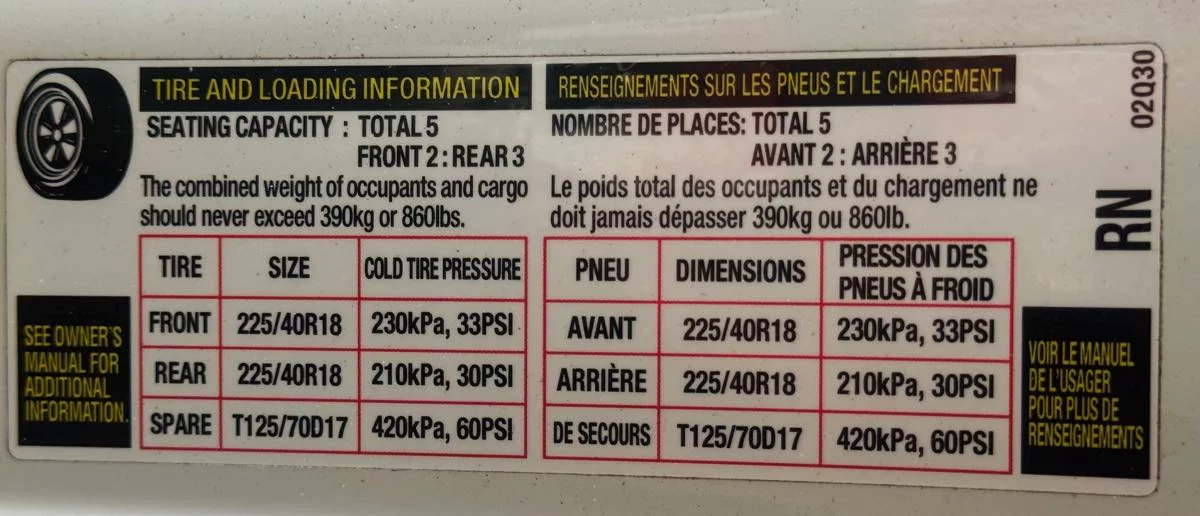 TIRE AND LOADING INFORMATION
SEATING CAPACITY : TOTAL 5
FRONT 2 : REAR 3
The combined weight of occupants and cargo
should never exceed 390kg or 860lbs.
TIRE SIZE COLD TIRE PRESSURE
FRONT 225/40R18 230kPa, 33PSI
REAR 225/40R18 210kPa, 30PSI
SPARE T125/70D17 420kPa, 60PSI
SEE OWNER'S
MANUAL FOR
ADDITIONAL
INFORMATION.
RENSEIGNEMENTS SUR LES PNEUS ET LE CHARGEMENT
NOMBRE DE PLACES: TOTAL 5
AVANT 2 : ARRIÈRE 3
Le poids total des occupants et du chargement ne
doit jamais dépasser 390kg ou 860lb.
PNEU DIMENSIONS PRESSION DES
PNEUS À FROID
AVANT 225/40R18 230kPa, 33PSI
ARRIÈRE 225/40R18 210kPa, 30PSI
DE SECOURS T125/70D17 420kPa, 60PSI
VOIR LE MANUEL
DE L'USAGER
POUR PLUS DE
RENSEIGNEMENTS
02Q30
RN